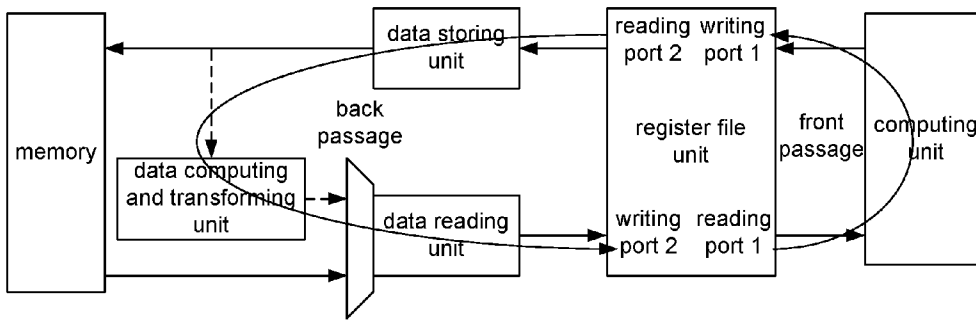 data storing
unit
reading
port 2
writing
port 1
back
passage
memory
register file
unit
front
passage
computing
unit
data computing
and transforming
unit
data reading
unit
writing
port 2
reading
port 1